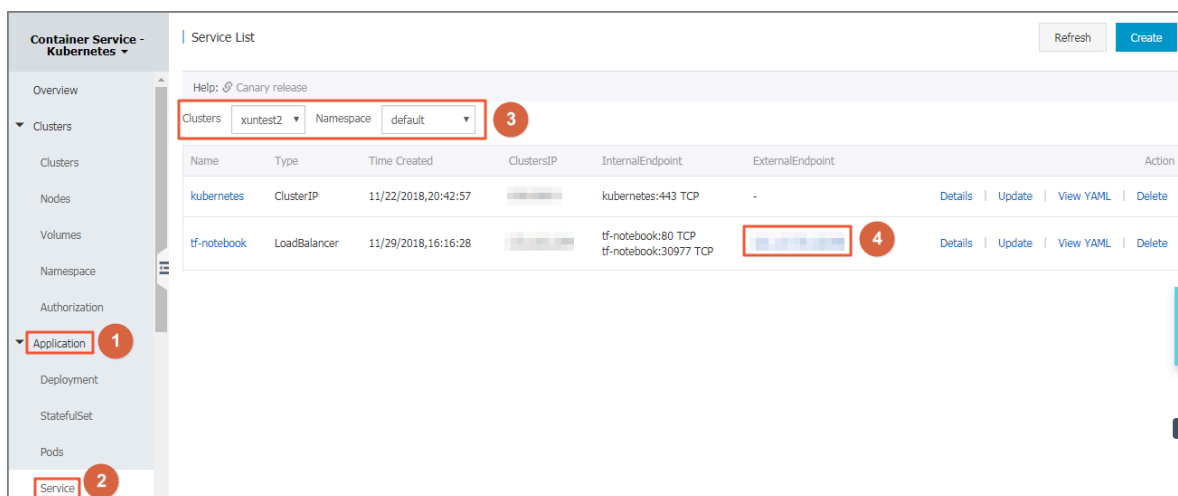 Container Service -
Kubernetes
Overview
Clusters
Clusters
Nodes
Volumes
Namespace
Authorization
Application
1
Deployment
StatefulSet
Pods
Service
2
Service List
Refresh
Create
Help: Canary release
Clusters xuntest2 Namespace default
3
Name Type Time Created ClustersIP InternalEndpoint ExternalEndpoint Action
kubernetes ClusterIP 11/22/2018,20:42:57 kubernetes:443 TCP - Details | Update | View YAML | Delete
tf-notebook LoadBalancer 11/29/2018,16:16:28 tf-notebook:80 TCP
tf-notebook:30977 TCP
4
Details | Update | View YAML | Delete